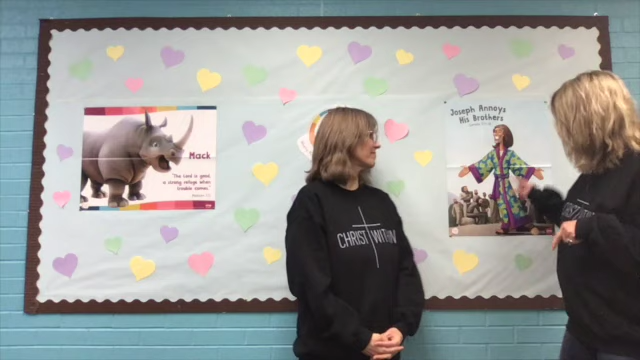 Mack
"The Lord is good,
a strong refuge when
trouble comes."
Joseph Annoys
His Brothers
CHRIST WITHIN